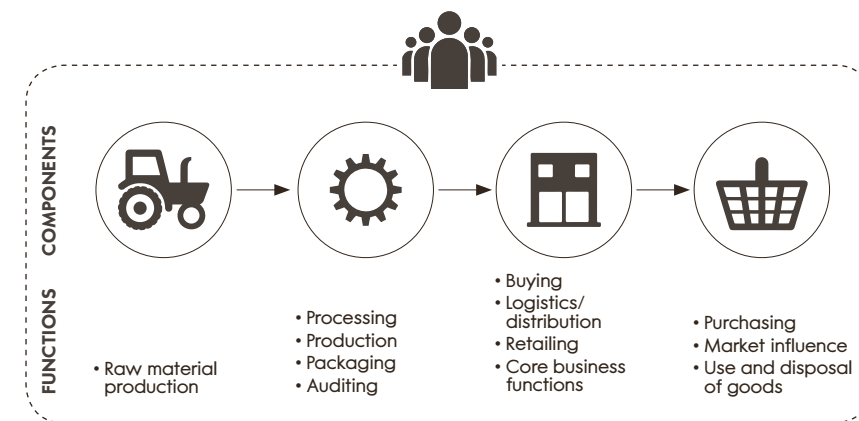 COMPONENTS
FUNCTIONS
• Raw material
production
• Processing
• Production
• Packaging
• Auditing
• Buying
• Logistics/
distribution
• Retailing
• Core business
functions
• Purchasing
• Market influence
• Use and disposal
of goods